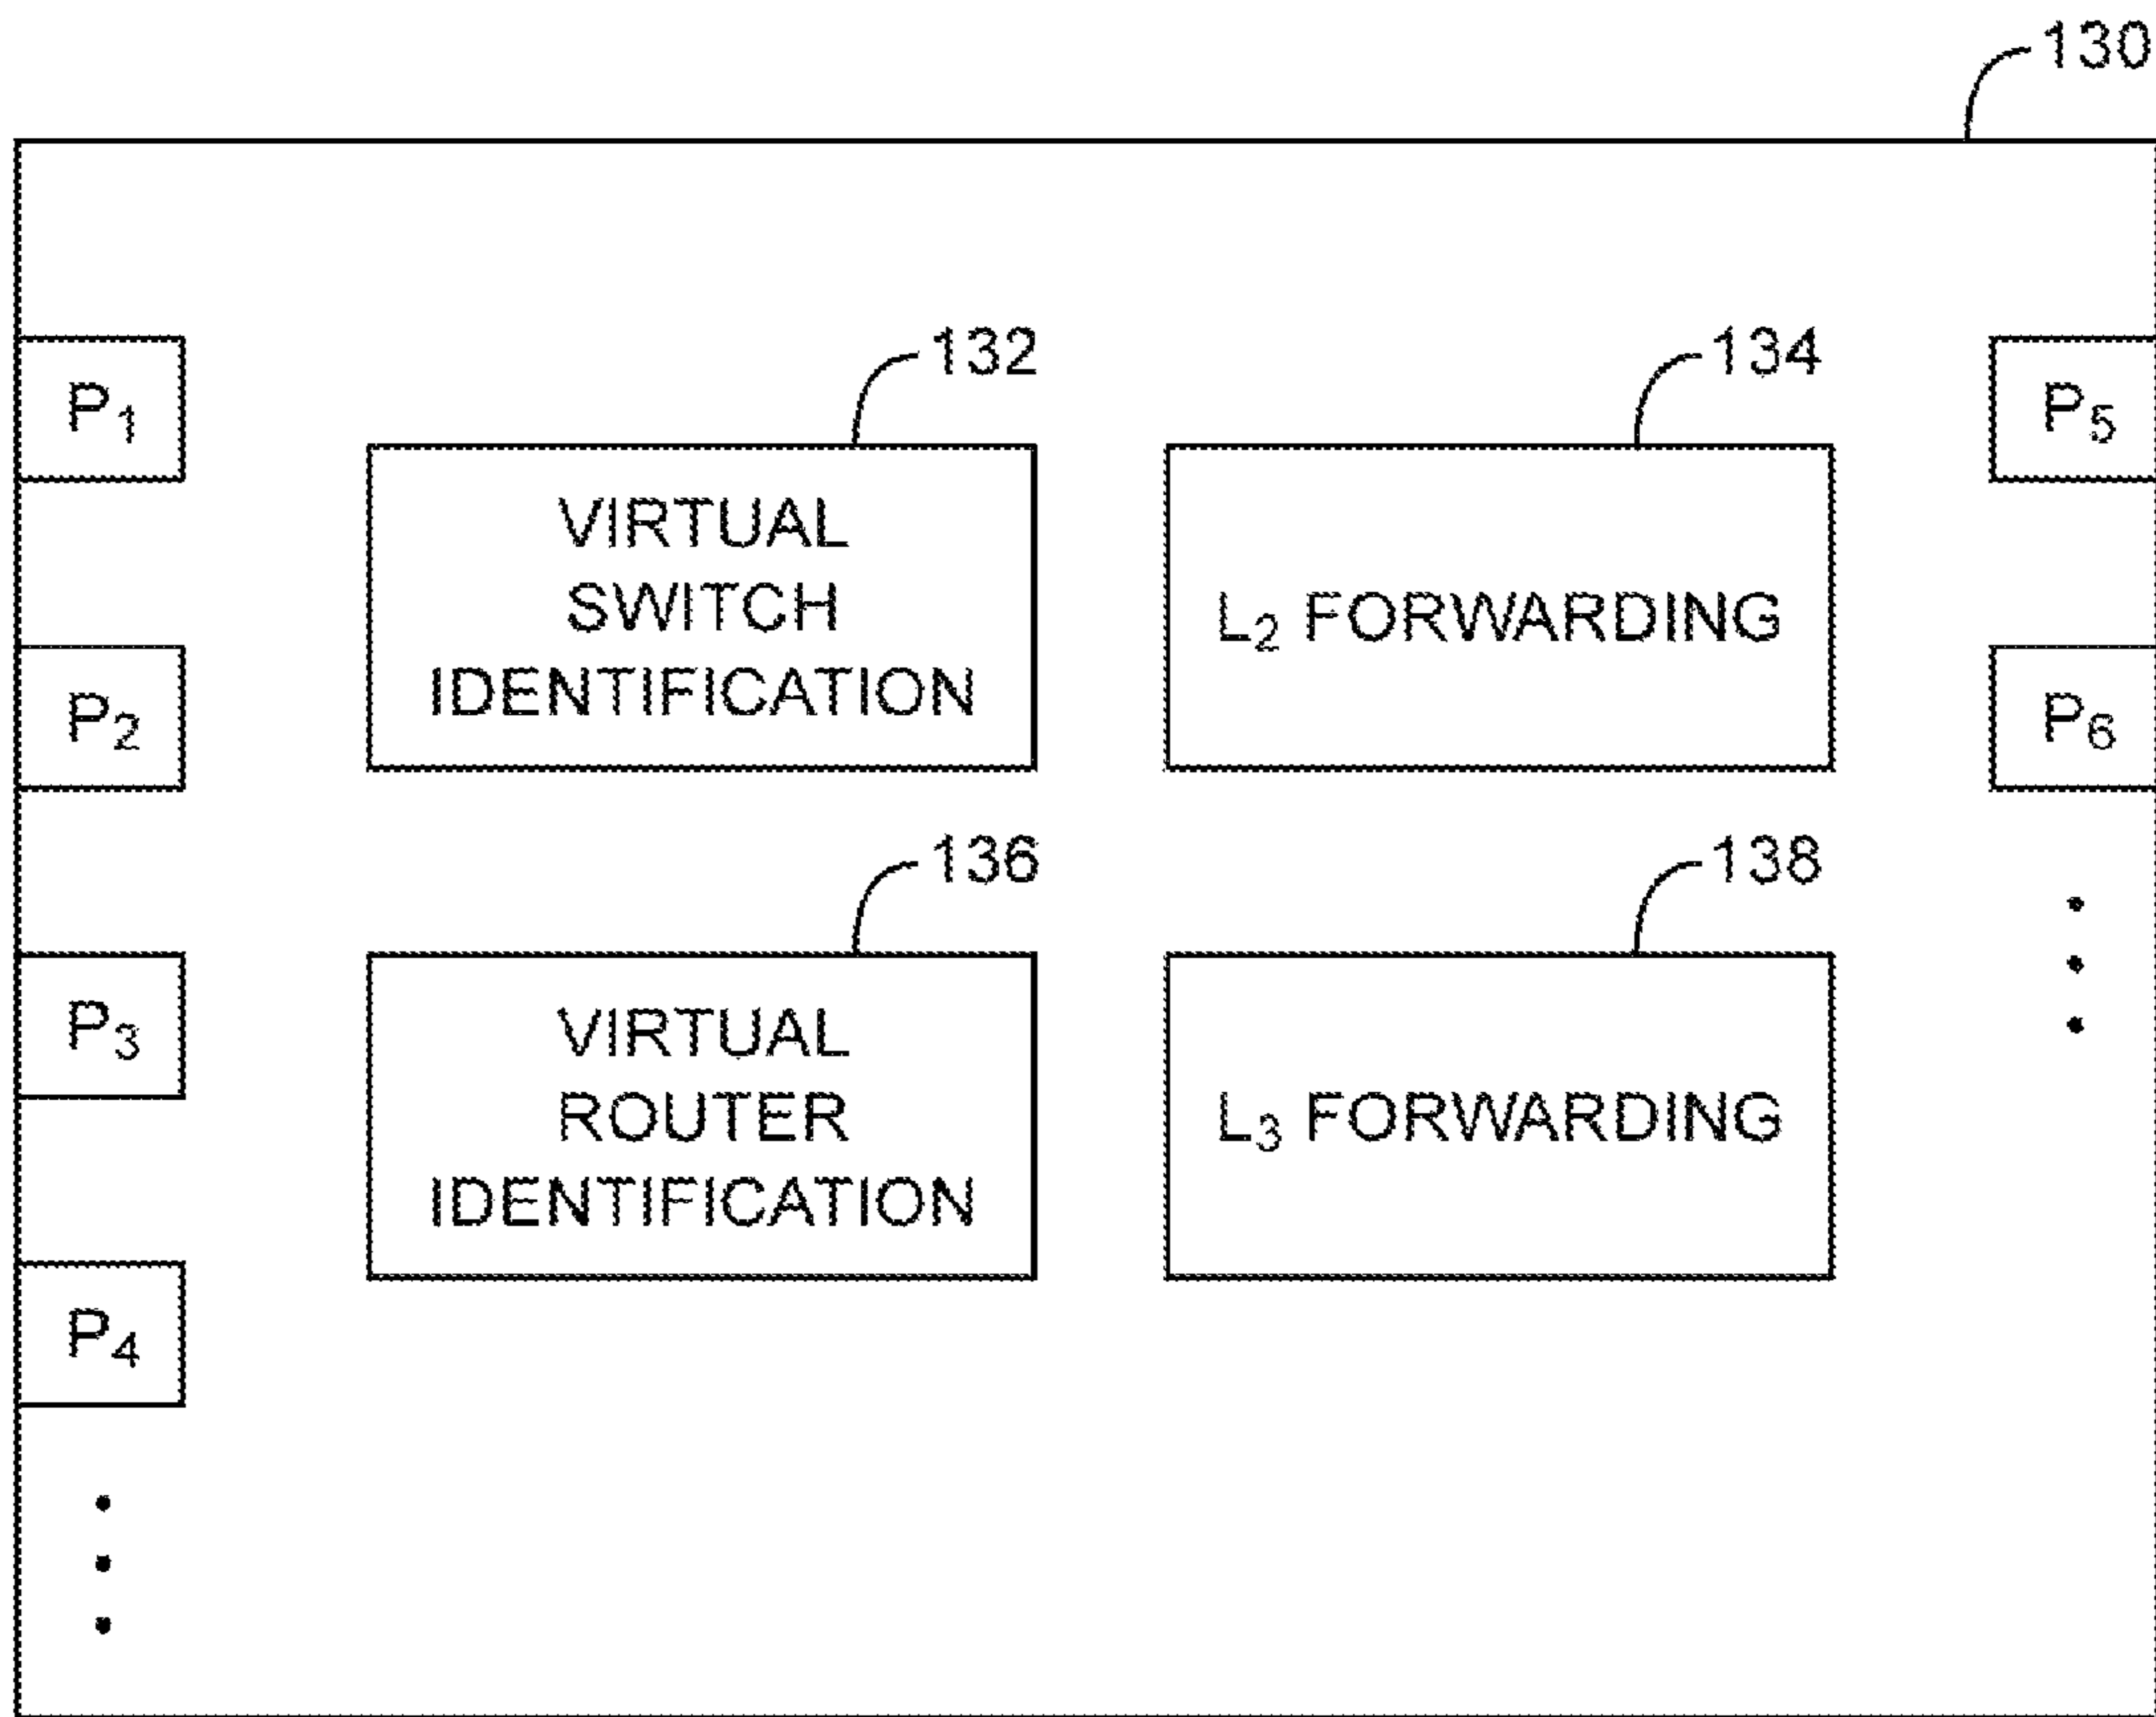 130
132
134
P1
P5
VIRTUAL
SWITCH
IDENTIFICATION
L2 FORWARDING
P2
P6
136
138
P3
VIRTUAL
ROUTER
IDENTIFICATION
L3 FORWARDING
P4